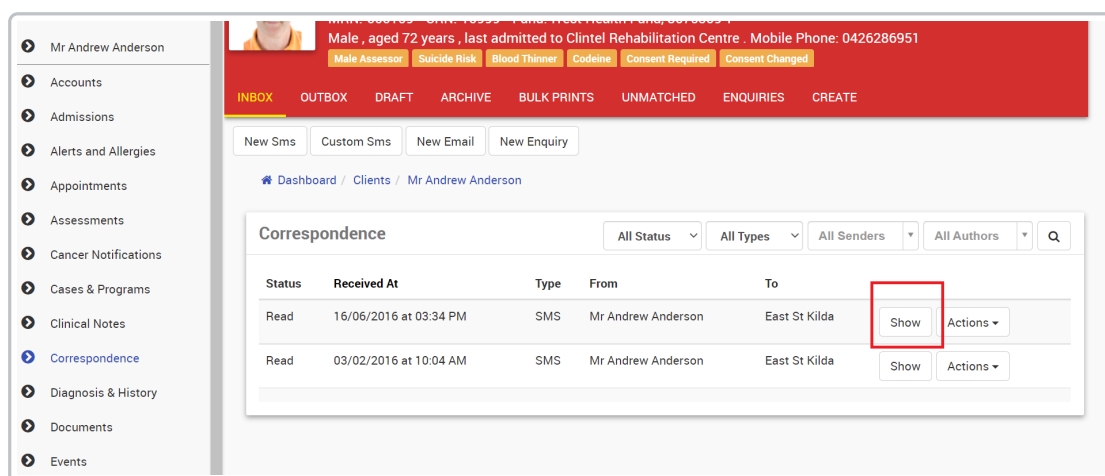 Mr Andrew Anderson
Accounts
Admissions
Alerts and Allergies
Appointments
Assessments
Cancer Notifications
Cases & Programs
Clinical Notes
Correspondence
Diagnosis & History
Documents
Events
Male , aged 72 years , last admitted to Clintel Rehabilitation Centre . Mobile Phone: 0426286951
Male Assessor Suicide Risk Blood Thinner Codeine Consent Required Consent Changed
INBOX OUTBOX DRAFT ARCHIVE BULK PRINTS UNMATCHED ENQUIRIES CREATE
New Sms Custom Sms New Email New Enquiry
Dashboard / Clients / Mr Andrew Anderson
Correspondence All Status All Types All Senders All Authors
Status Received At Type From To
Read 16/06/2016 at 03:34 PM SMS Mr Andrew Anderson East St Kilda Show Actions
Read 03/02/2016 at 10:04 AM SMS Mr Andrew Anderson East St Kilda Show Actions